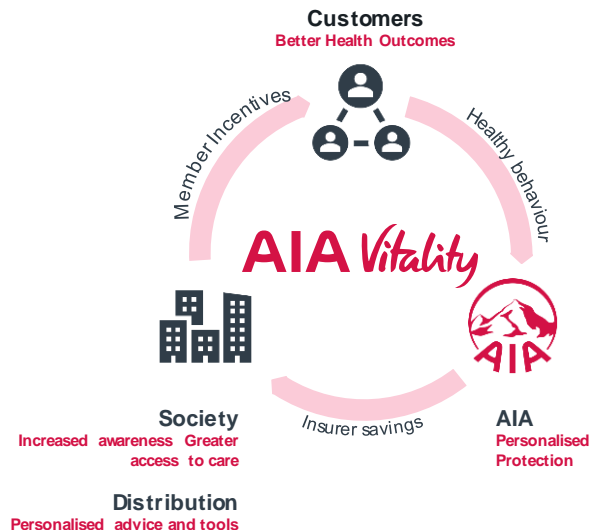 Customers
Better Health Outcomes
Member Incentives
Healthy behaviour
AIA Vitality
AIA
Insurer savings
Society
Increased awareness Greater
access to care
AIA
Personalised
Protection
Distribution
Personalised advice and tools